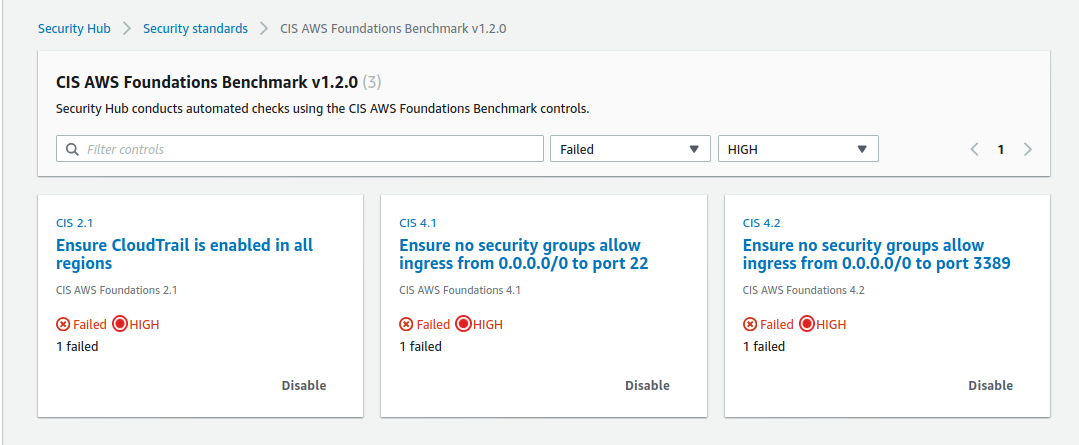 Security Hub > Security standards > CIS AWS Foundations Benchmark v1.2.0
CIS AWS Foundations Benchmark v1.2.0 (3)
Security Hub conducts automated checks using the CIS AWS Foundations Benchmark controls.
Filter controls
Failed
HIGH
1
CIS 2.1
Ensure CloudTrail is enabled in all
regions
CIS AWS Foundations 2.1
Failed HIGH
1 failed
Disable
CIS 4.1
Ensure no security groups allow
ingress from 0.0.0.0/0 to port 22
CIS AWS Foundations 4.1
Failed HIGH
1 failed
Disable
CIS 4.2
Ensure no security groups allow
ingress from 0.0.0.0/0 to port 3389
CIS AWS Foundations 4.2
Failed HIGH
1 failed
Disable